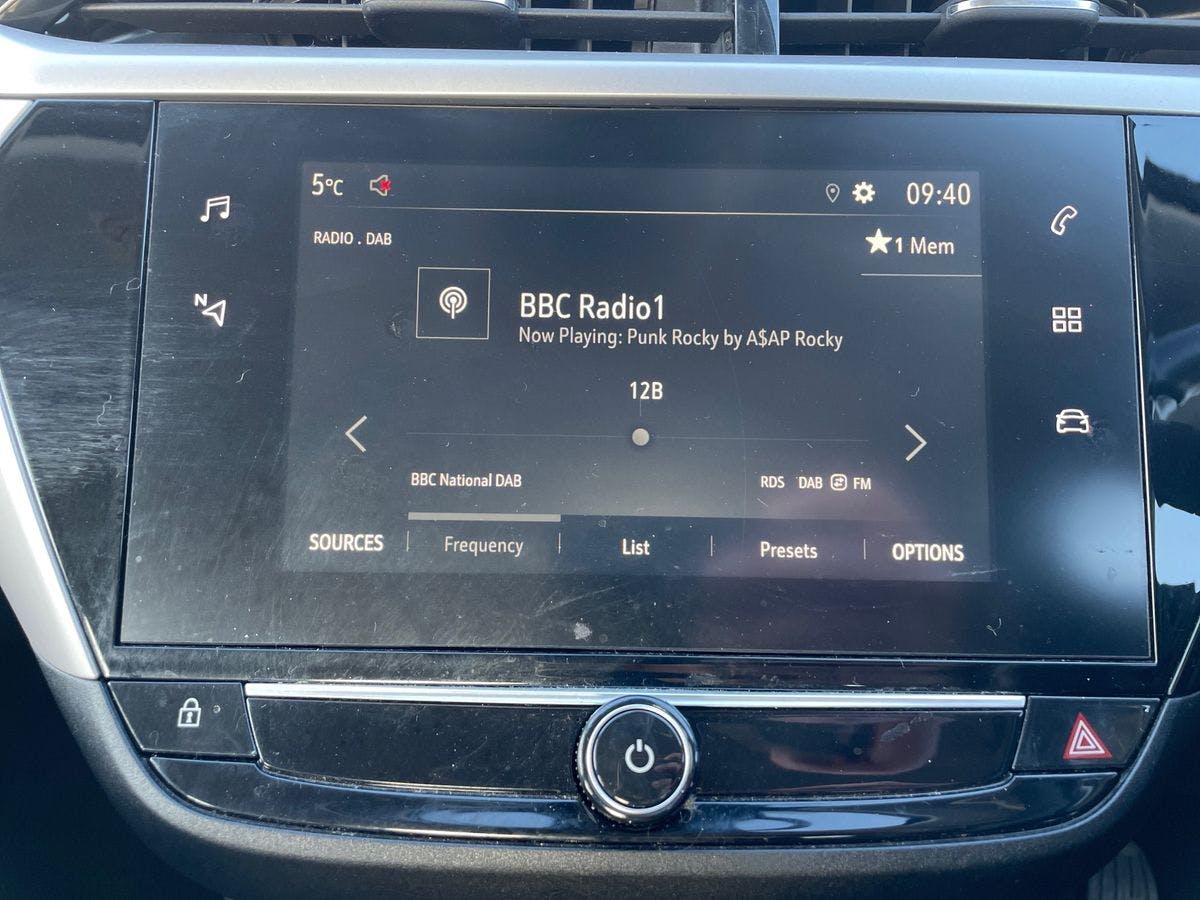 5°C 09:40
RADIO . DAB
1 Mem
N
BBC Radio1
Now Playing: Punk Rocky by A$AP Rocky
12B
BBC National DAB
RDS DAB FM
SOURCES Frequency List Presets OPTIONS